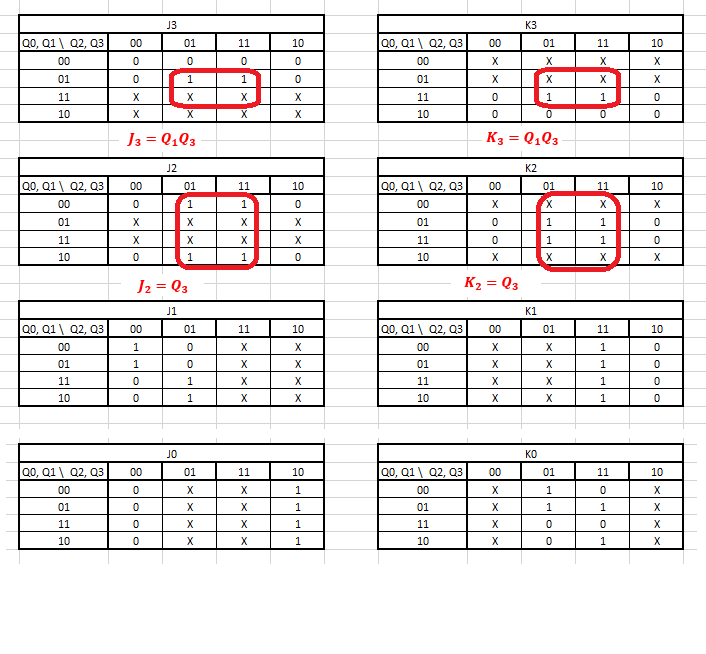 J3 K3
Q0, Q1 \ Q2, Q3 00 01 11 10 Q0, Q1 \ Q2, Q3 00 01 11 10
00 0 0 0 0 00 X X X X
01 0 1 1 0 01 X X X X
11 X X X X 11 0 1 1 0
10 X X X X 10 0 0 0 0
J₃ = Q₁Q₃ K₃ = Q₁Q₃
J2 K2
Q0, Q1 \ Q2, Q3 00 01 11 10 Q0, Q1 \ Q2, Q3 00 01 11 10
00 0 1 1 0 00 X X X X
01 X X X X 01 0 1 1 0
11 X X X X 11 0 1 1 0
10 0 1 1 0 10 X X X X
J₂ = Q₃ K₂ = Q₃
J1 K1
Q0, Q1 \ Q2, Q3 00 01 11 10 Q0, Q1 \ Q2, Q3 00 01 11 10
00 1 0 X X 00 X X 1 0
01 1 0 X X 01 X X 1 0
11 0 1 X X 11 X X 1 0
10 0 1 X X 10 X X 1 0
J0 K0
Q0, Q1 \ Q2, Q3 00 01 11 10 Q0, Q1 \ Q2, Q3 00 01 11 10
00 0 X X 1 00 X 1 0 X
01 0 X X 1 01 X 1 1 X
11 0 X X 1 11 X 0 0 X
10 0 X X 1 10 X 0 1 X